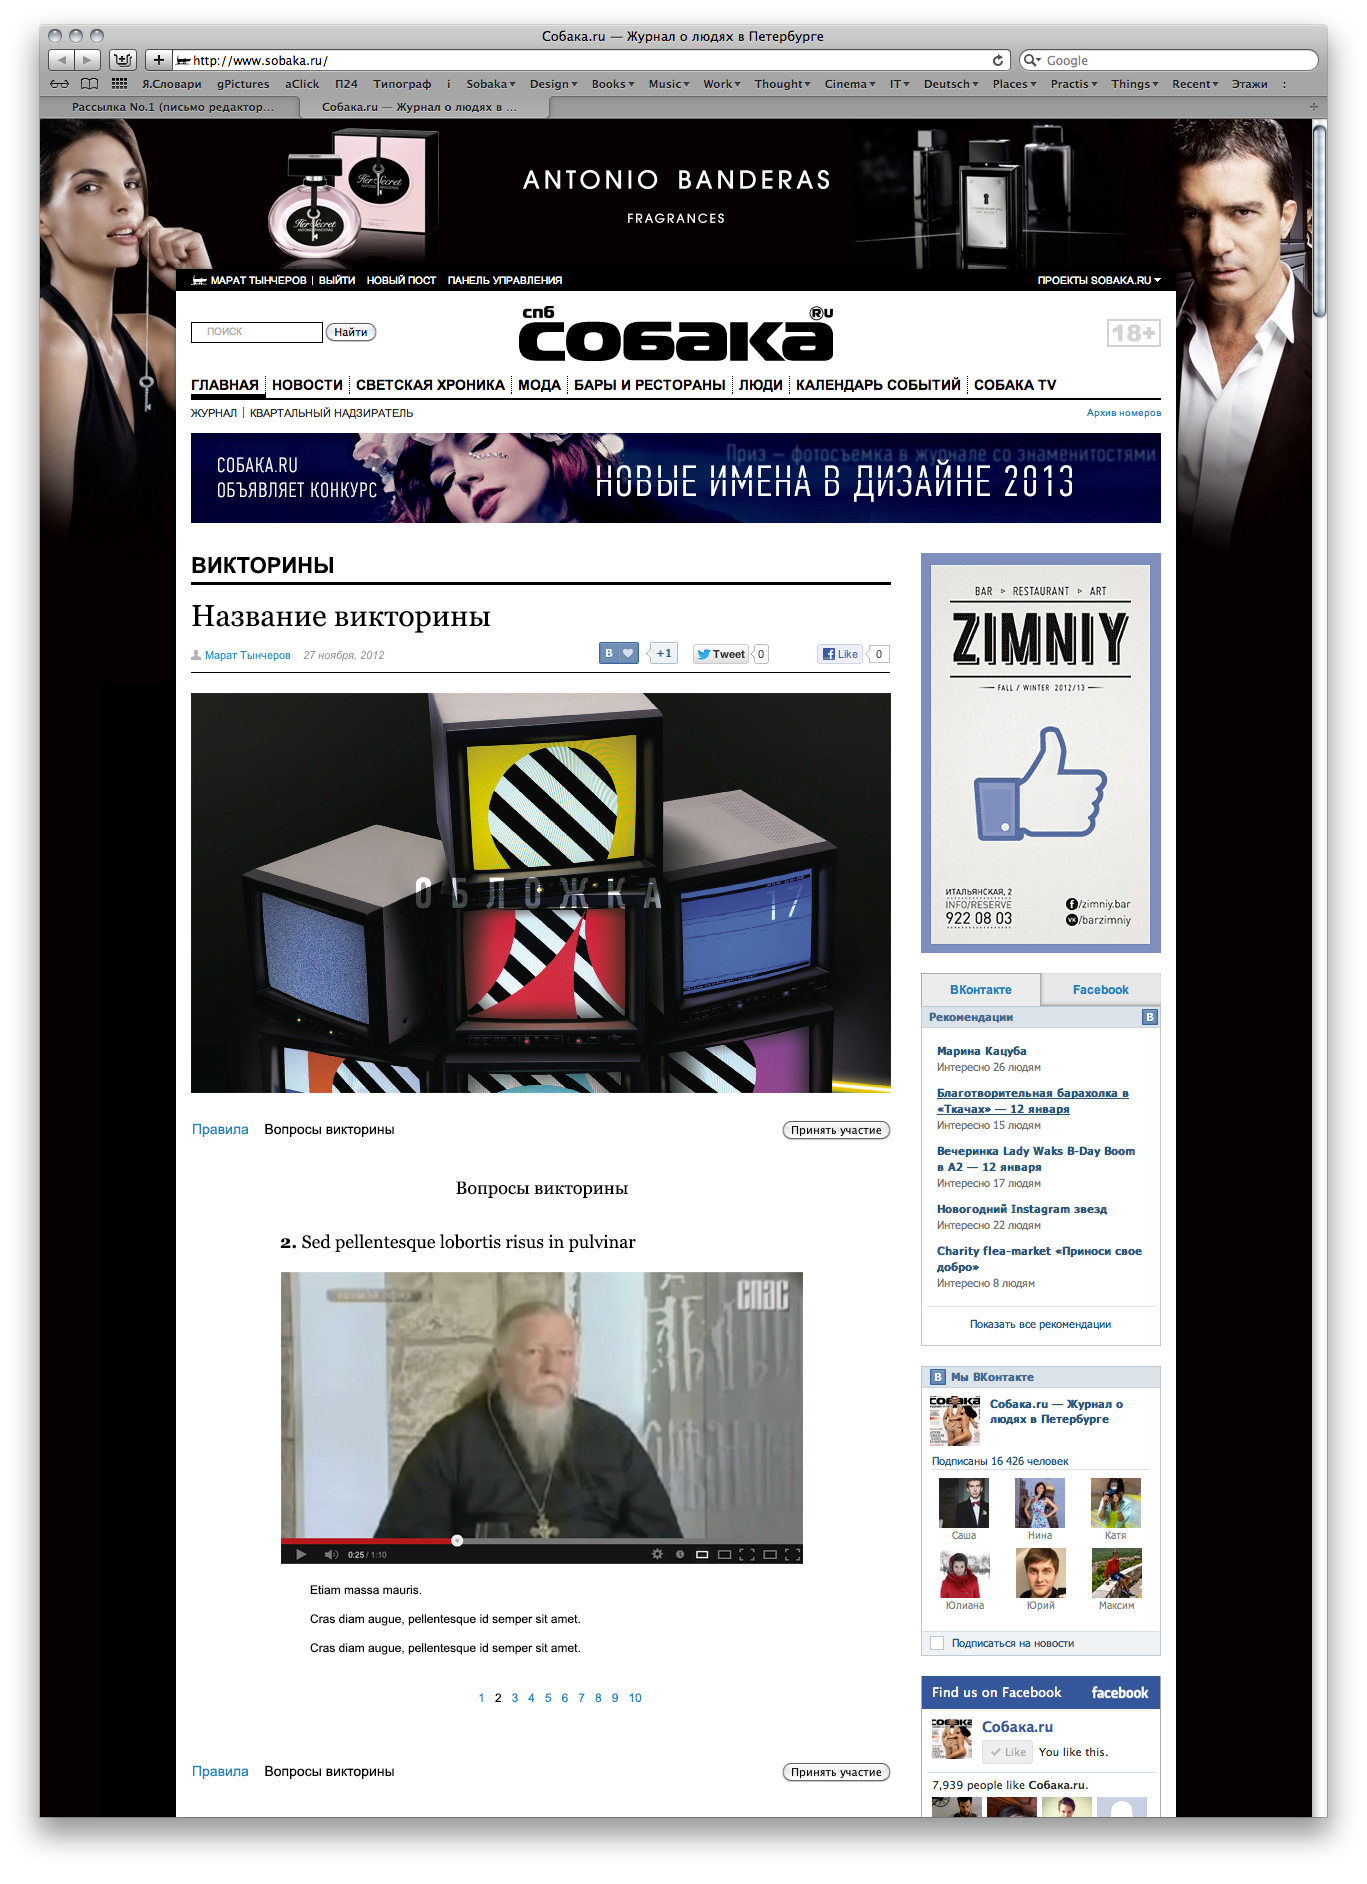 Собака.ru — Журнал о людях в Петербурге
http://www.sobaka.ru/
Google
Я.Словари gPictures aClick П24 Типограф i Sobaka Design Books Music Work Thought Cinema IT Deutsch Places Practis Things Recent Этажи :
Рассылка No.1 (письмо редактор...
Собака.ru — Журнал о людях в ...
Her Secret
ANTONIO BANDERAS
Her Secret
ANTONIO BANDERAS
FRAGRANCES
МАРАТ ТЫНЧЕРОВ | ВЫЙТИ НОВЫЙ ПОСТ ПАНЕЛЬ УПРАВЛЕНИЯ
ПРОЕКТЫ SOBAKA.RU
ПОИСК
Найти
спб
собака
®U
18+
ГЛАВНАЯ НОВОСТИ СВЕТСКАЯ ХРОНИКА МОДА БАРЫ И РЕСТОРАНЫ ЛЮДИ КАЛЕНДАРЬ СОБЫТИЙ СОБАКА TV
ЖУРНАЛ | КВАРТАЛЬНЫЙ НАДЗИРАТЕЛЬ
Архив номеров
СОБАКА.RU
ОБЪЯВЛЯЕТ КОНКУРС
Приз — фотосъемка в журнале со знаменитостями
НОВЫЕ ИМЕНА В ДИЗАЙНЕ 2013
ВИКТОРИНЫ
Название викторины
Марат Тынчеров 27 ноября, 2012
B +1
Tweet 0
Like 0
ОБЛОЖКА 17
Правила Вопросы викторины
Принять участие
Вопросы викторины
2. Sed pellentesque lobortis risus in pulvinar
ПРЯМОЙ ЭФИР
СПАС
0:25 / 1:10
Etiam massa mauris.
Cras diam augue, pellentesque id semper sit amet.
Cras diam augue, pellentesque id semper sit amet.
1 2 3 4 5 6 7 8 9 10
Правила Вопросы викторины
Принять участие
BAR ▹ RESTAURANT ▹ ART
ZIMNIY
FALL / WINTER 2012/13
ИТАЛЬЯНСКАЯ, 2
INFO/RESERVE
922 08 03
/zimniy.bar
/barzimniy
ВКонтакте
Facebook
Рекомендации
B
Марина Кацуба
Интересно 26 людям
Благотворительная барахолка в
«Ткачах» — 12 января
Интересно 15 людям
Вечеринка Lady Waks B-Day Boom
в А2 — 12 января
Интересно 17 людям
Новогодний Instagram звезд
Интересно 22 людям
Charity flea-market «Приноси свое
добро»
Интересно 8 людям
Показать все рекомендации
B Мы ВКонтакте
Собака.ru — Журнал о
людях в Петербурге
Подписаны 16 426 человек
Саша Нина Катя
Юлиана Юрий Максим
Подписаться на новости
Find us on Facebook
facebook
Собака.ru
Like You like this.
7,939 people like Собака.ru.